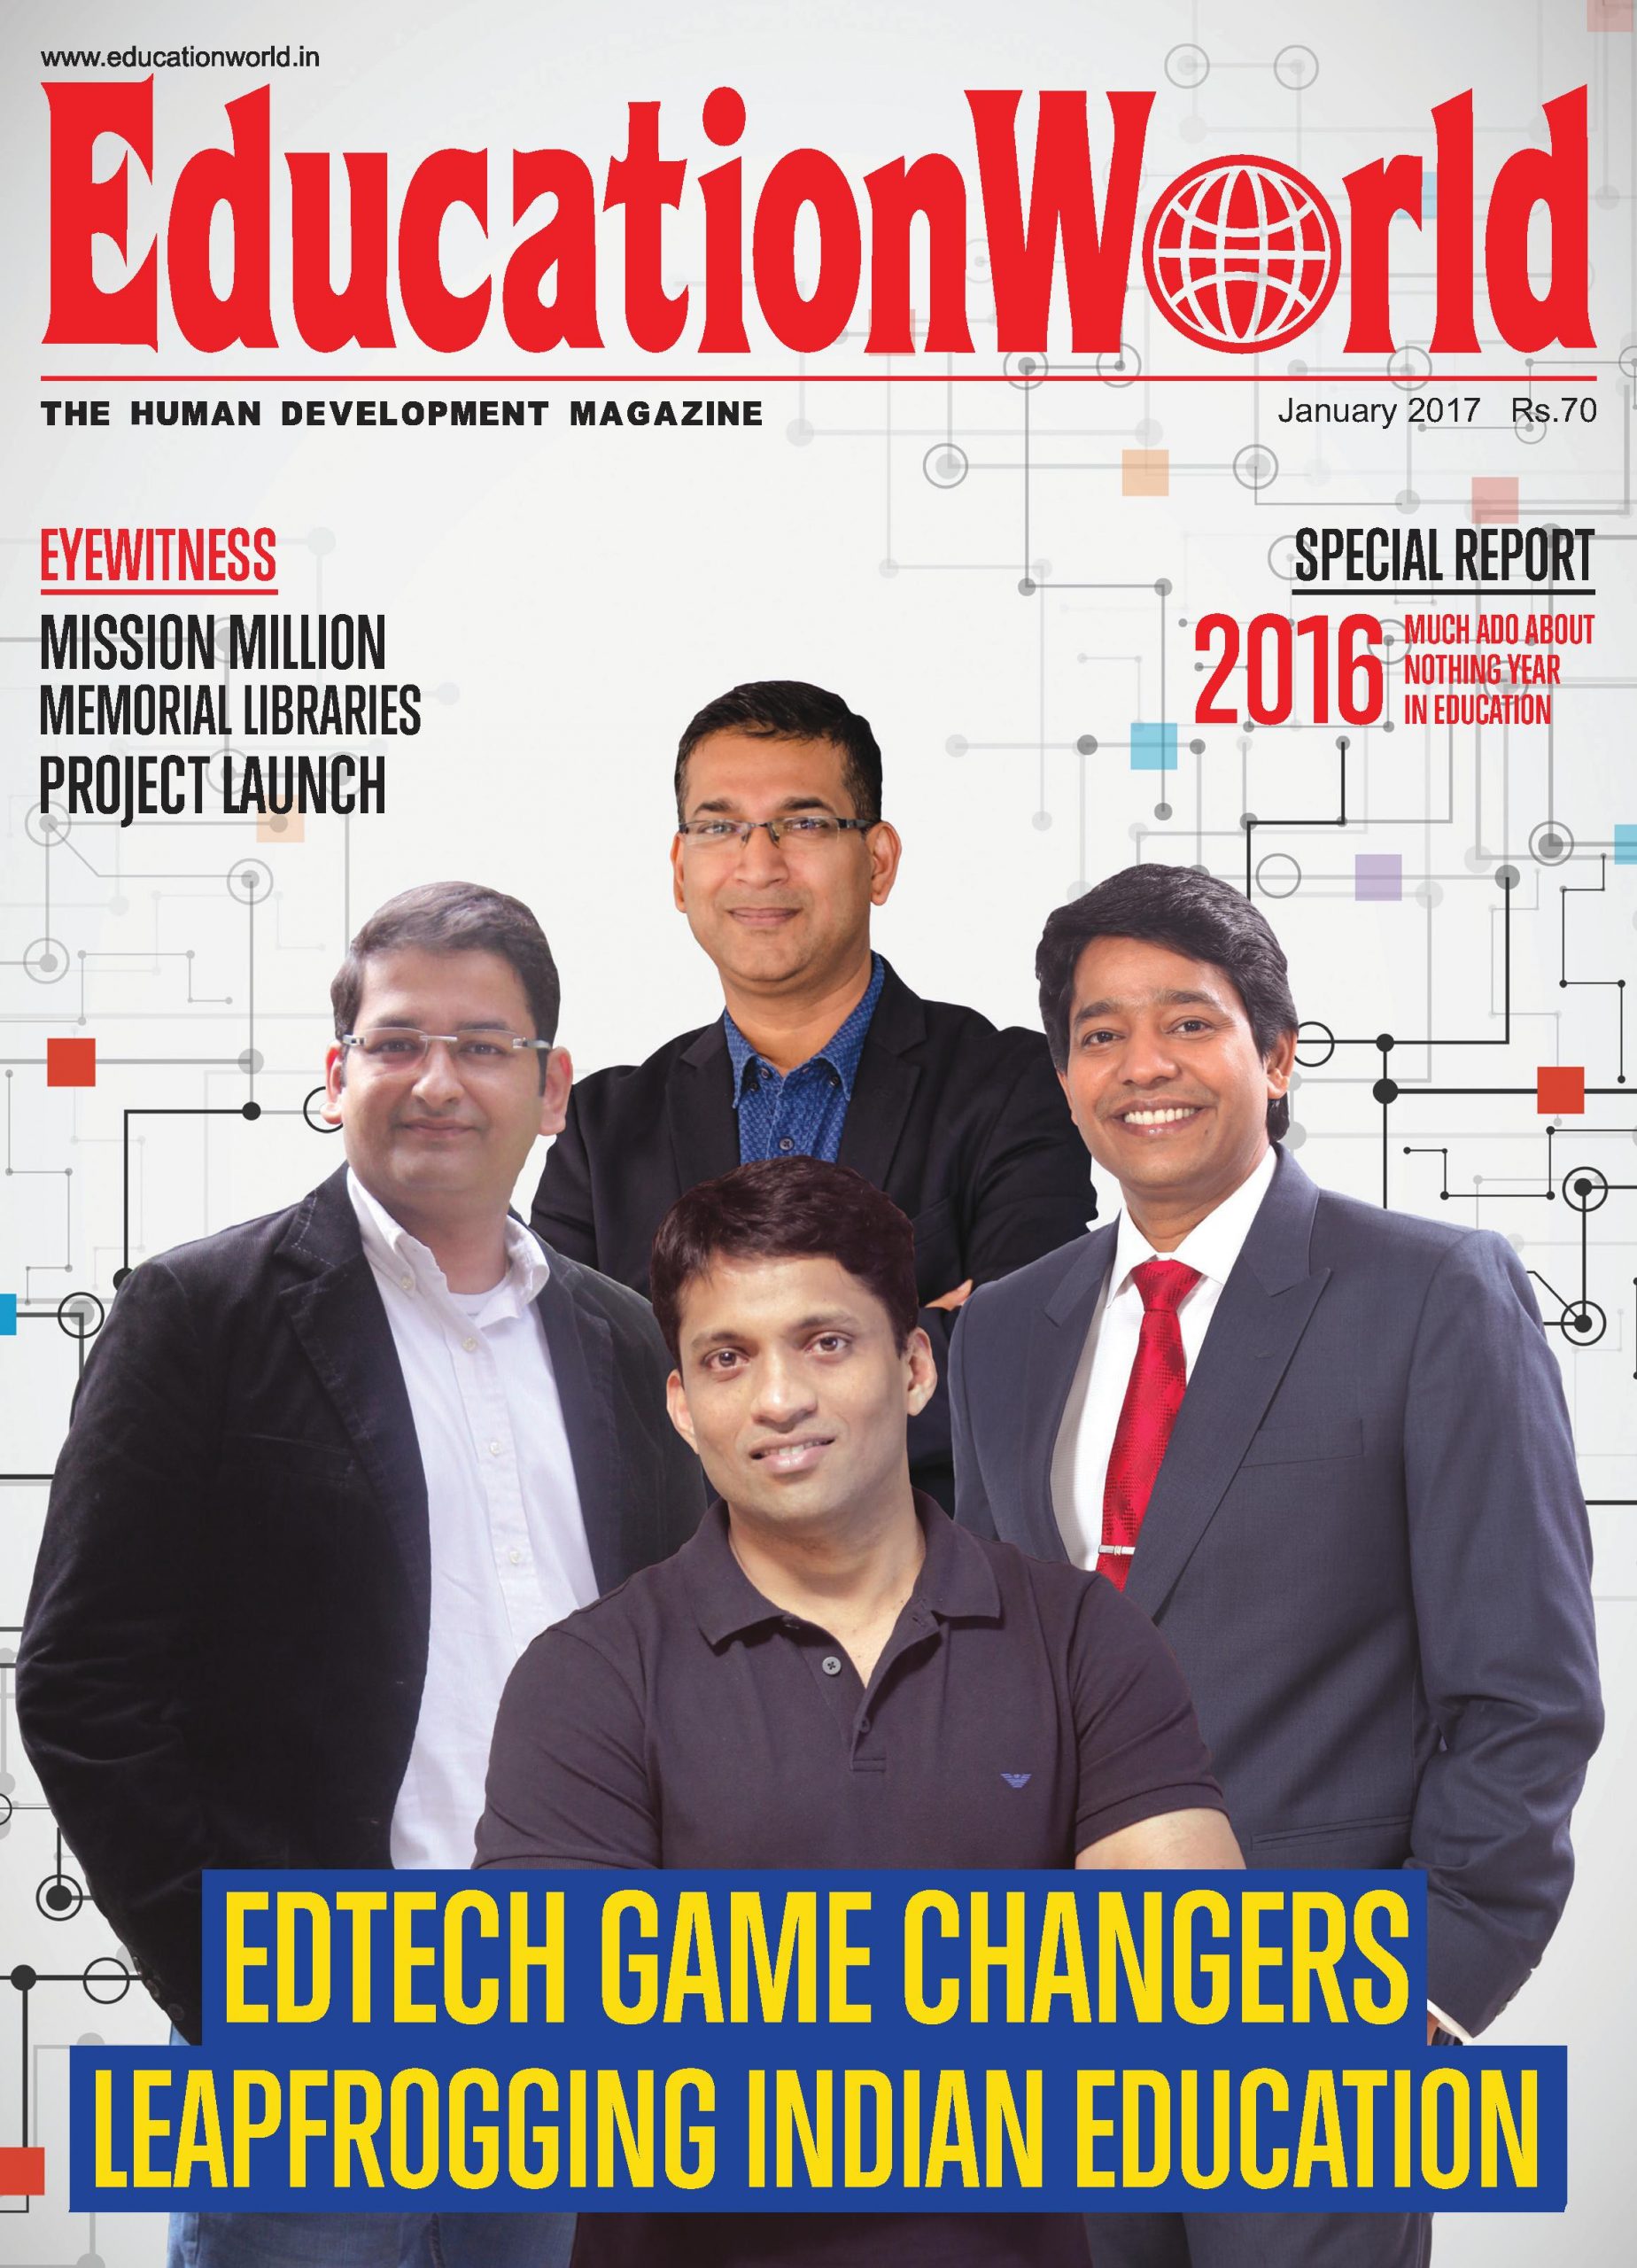 www.educationworld.in
EducationWorld
THE HUMAN DEVELOPMENT MAGAZINE
January 2017 Rs.70
EYEWITNESS
MISSION MILLION
MEMORIAL LIBRARIES
PROJECT LAUNCH
SPECIAL REPORT
2016
MUCH ADO ABOUT
NOTHING YEAR
IN EDUCATION
EDTECH GAME CHANGERS
LEAPFROGGING INDIAN EDUCATION